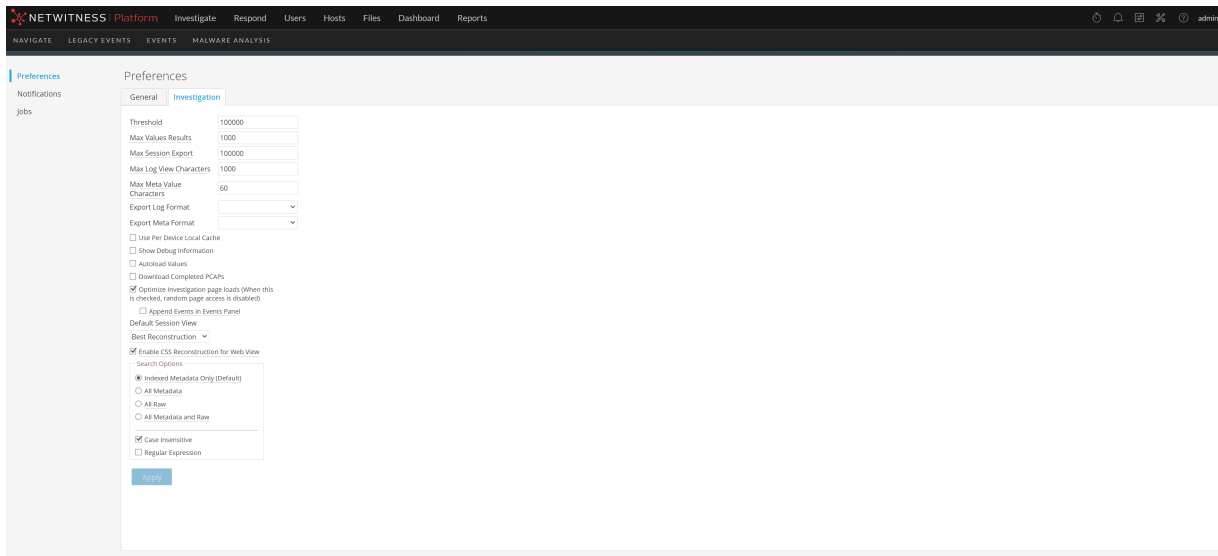 NETWITNESS Platform Investigate Respond Users Hosts Files Dashboard Reports admin
NAVIGATE LEGACY EVENTS EVENTS MALWARE ANALYSIS
Preferences
Notifications
Jobs
Preferences
General Investigation
Threshold 100000
Max Values Results 1000
Max Session Export 100000
Max Log View Characters 1000
Max Meta Value
Characters 60
Export Log Format
Export Meta Format
Use Per Device Local Cache
Show Debug Information
Autoload Values
Download Completed PCAPs
Optimize Investigation page loads (When this
is checked, random page access is disabled)
Append Events in Events Panel
Default Session View
Best Reconstruction
Enable CSS Reconstruction for Web View
Search Options
Indexed Metadata Only (Default)
All Metadata
All Raw
All Metadata and Raw
Case Insensitive
Regular Expression
Apply